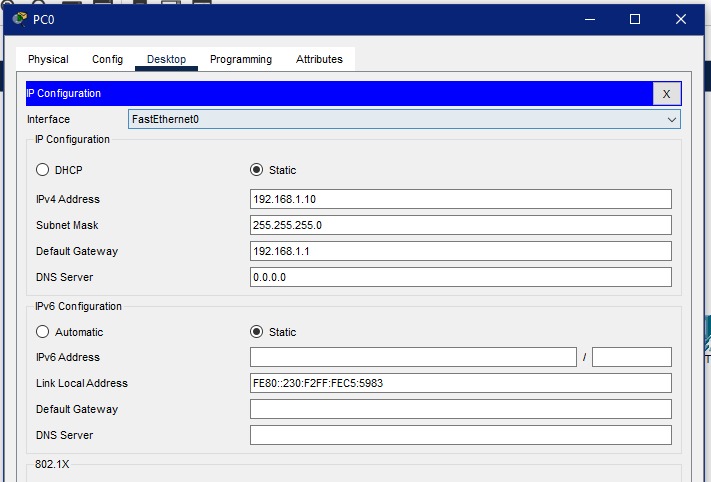 PC0
Physical Config Desktop Programming Attributes
IP Configuration X
Interface FastEthernet0
IP Configuration
DHCP Static
IPv4 Address 192.168.1.10
Subnet Mask 255.255.255.0
Default Gateway 192.168.1.1
DNS Server 0.0.0.0
IPv6 Configuration
Automatic Static
IPv6 Address /
Link Local Address FE80::230:F2FF:FEC5:5983
Default Gateway
DNS Server
802.1X